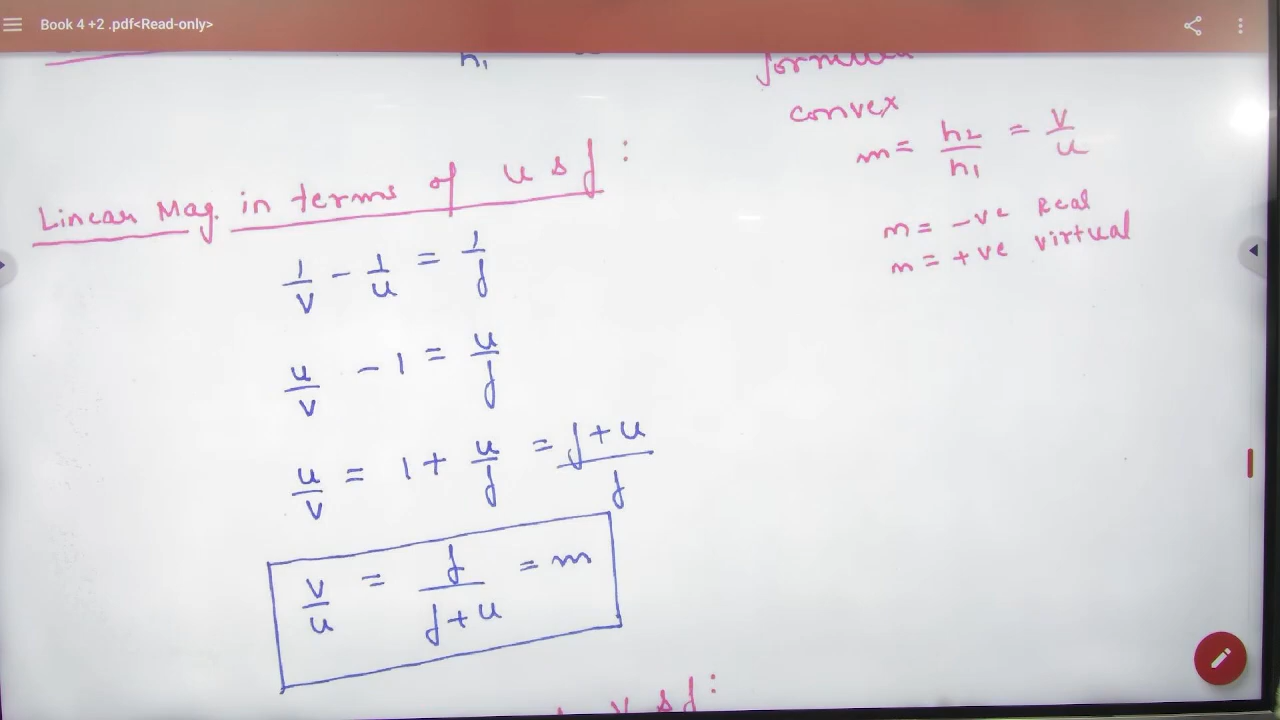 Book 4 +2 .pdf<Read-only>
h₁
formula
convex
m = h₂/h₁ = v/u
m = -ve Real
m = +ve virtual
Linear Mag. in terms of u & f :
1/v - 1/u = 1/f
u/v - 1 = u/f
u/v = 1 + u/f = f+u/f
v/u = f/f+u = m
v & f :